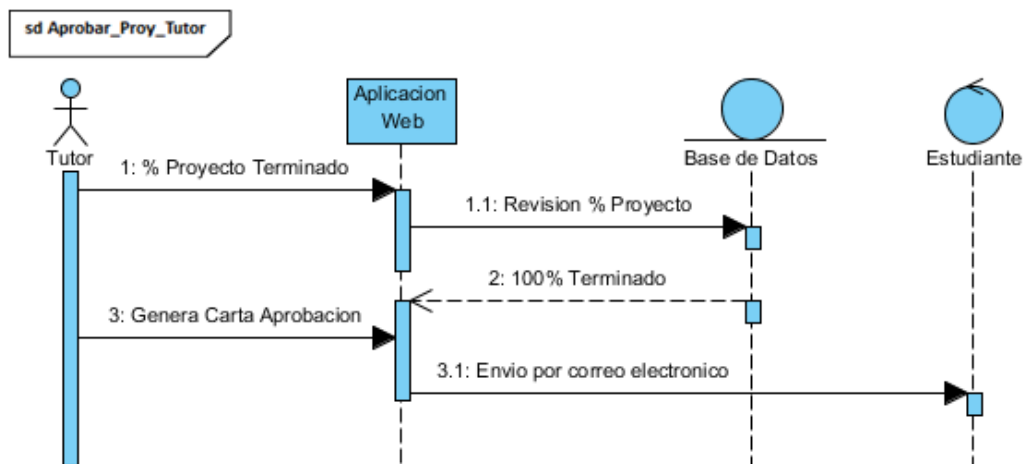 sd Aprobar_Proy_Tutor
Aplicacion
Web
Tutor
Base de Datos
Estudiante
1: % Proyecto Terminado
1.1: Revision % Proyecto
2: 100% Terminado
3: Genera Carta Aprobacion
3.1: Envio por correo electronico